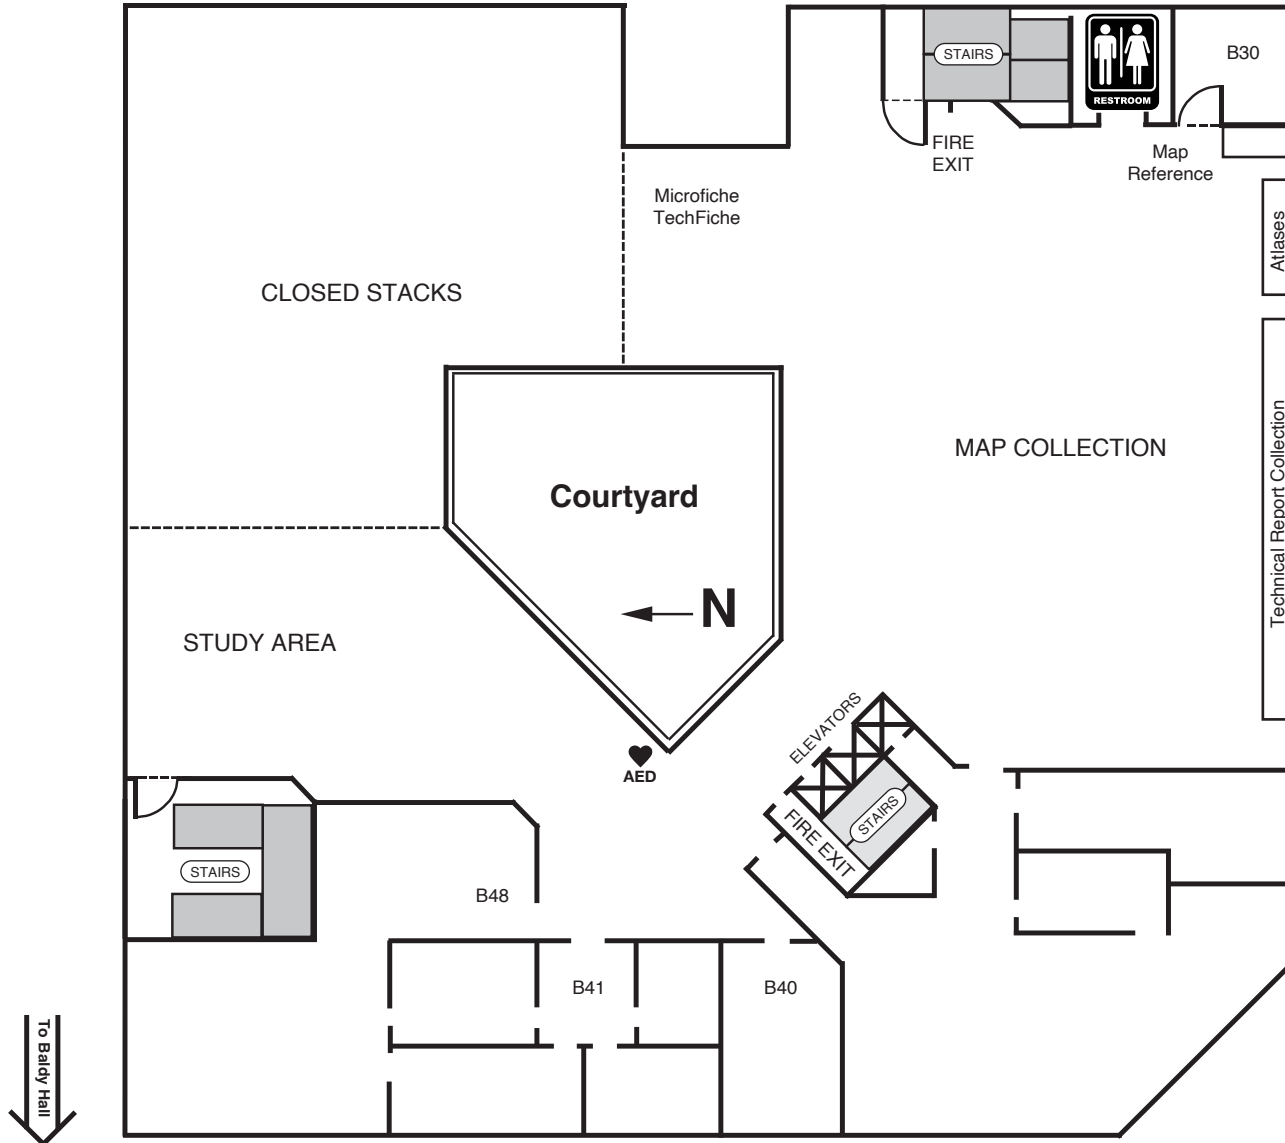 STAIRS
RESTROOM
B30
FIRE
EXIT
Map
Reference
Microfiche
TechFiche
Atlases
CLOSED STACKS
MAP COLLECTION
Technical Report Collection
Courtyard
N
STUDY AREA
ELEVATORS
AED
STAIRS
FIRE EXIT
STAIRS
B48
B41
B40
To Baldy Hall